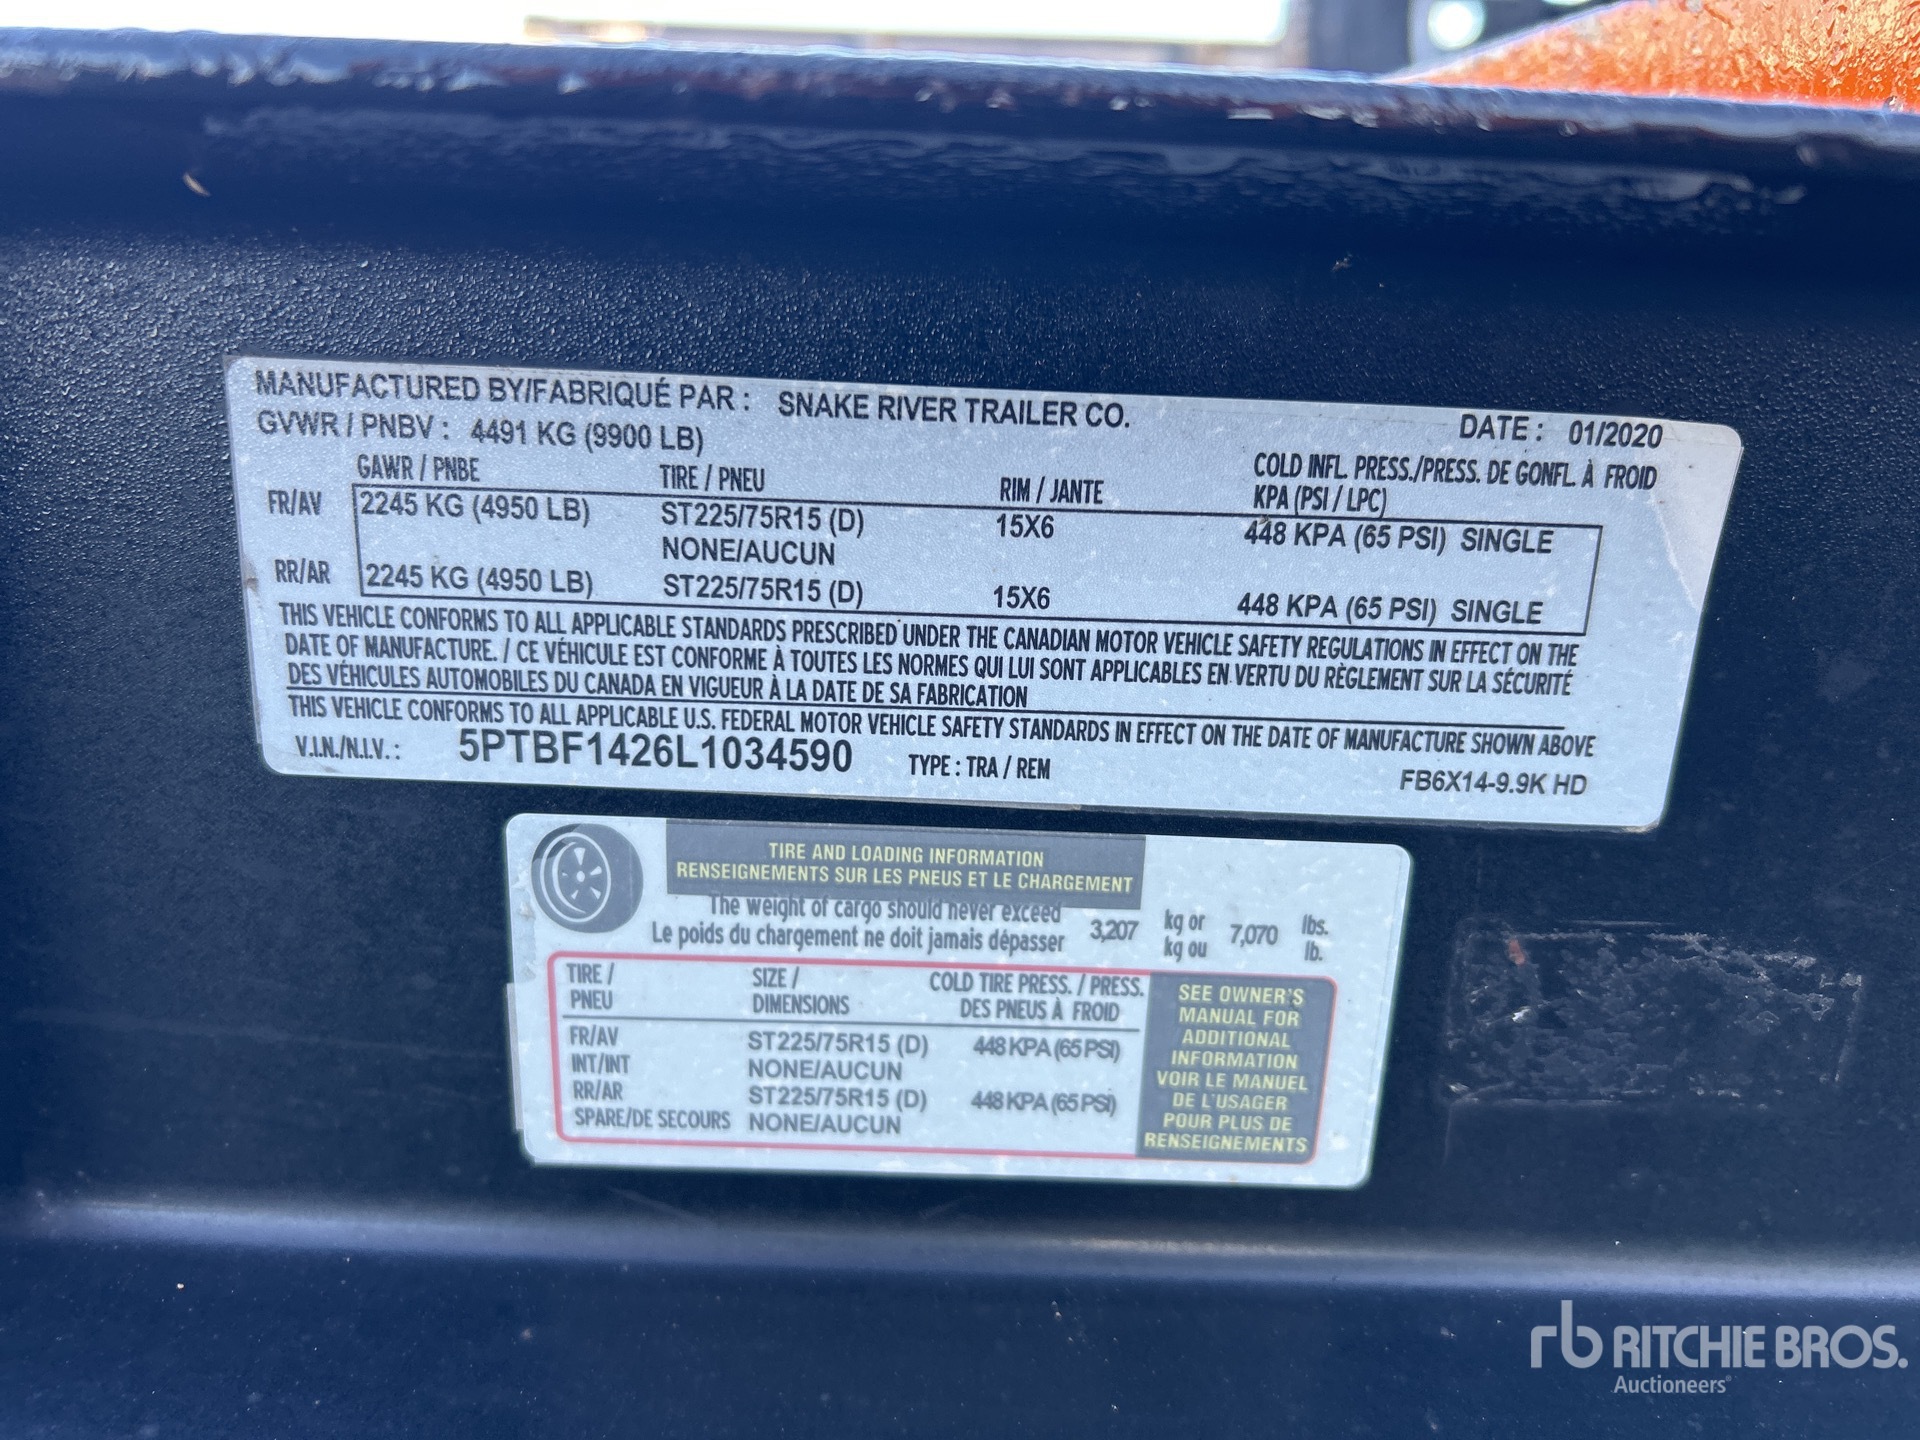 MANUFACTURED BY/FABRIQUÉ PAR : SNAKE RIVER TRAILER CO. DATE : 01/2020
GVWR / PNBV : 4491 KG (9900 LB)
GAWR / PNBE TIRE / PNEU RIM / JANTE COLD INFL. PRESS./PRESS. DE GONFL. À FROID
KPA (PSI / LPC)
FR/AV 2245 KG (4950 LB) ST225/75R15 (D) 15X6 448 KPA (65 PSI) SINGLE
NONE/AUCUN
RR/AR 2245 KG (4950 LB) ST225/75R15 (D) 15X6 448 KPA (65 PSI) SINGLE
THIS VEHICLE CONFORMS TO ALL APPLICABLE STANDARDS PRESCRIBED UNDER THE CANADIAN MOTOR VEHICLE SAFETY REGULATIONS IN EFFECT ON THE
DATE OF MANUFACTURE. / CE VÉHICULE EST CONFORME À TOUTES LES NORMES QUI LUI SONT APPLICABLES EN VERTU DU RÈGLEMENT SUR LA SÉCURITÉ
DES VÉHICULES AUTOMOBILES DU CANADA EN VIGUEUR À LA DATE DE SA FABRICATION
THIS VEHICLE CONFORMS TO ALL APPLICABLE U.S. FEDERAL MOTOR VEHICLE SAFETY STANDARDS IN EFFECT ON THE DATE OF MANUFACTURE SHOWN ABOVE
V.I.N./N.I.V. : 5PTBF1426L1034590 TYPE : TRA / REM FB6X14-9.9K HD
TIRE AND LOADING INFORMATION
RENSEIGNEMENTS SUR LES PNEUS ET LE CHARGEMENT
The weight of cargo should never exceed
Le poids du chargement ne doit jamais dépasser
3,207 kg or 7,070 lbs.
kg ou lb.
TIRE / SIZE / COLD TIRE PRESS. / PRESS.
PNEU DIMENSIONS DES PNEUS À FROID
FR/AV ST225/75R15 (D) 448 KPA (65 PSI)
INT/INT NONE/AUCUN
RR/AR ST225/75R15 (D) 448 KPA (65 PSI)
SPARE/DE SECOURS NONE/AUCUN
SEE OWNER'S
MANUAL FOR
ADDITIONAL
INFORMATION
VOIR LE MANUEL
DE L'USAGER
POUR PLUS DE
RENSEIGNEMENTS
rb RITCHIE BROS.
Auctioneers